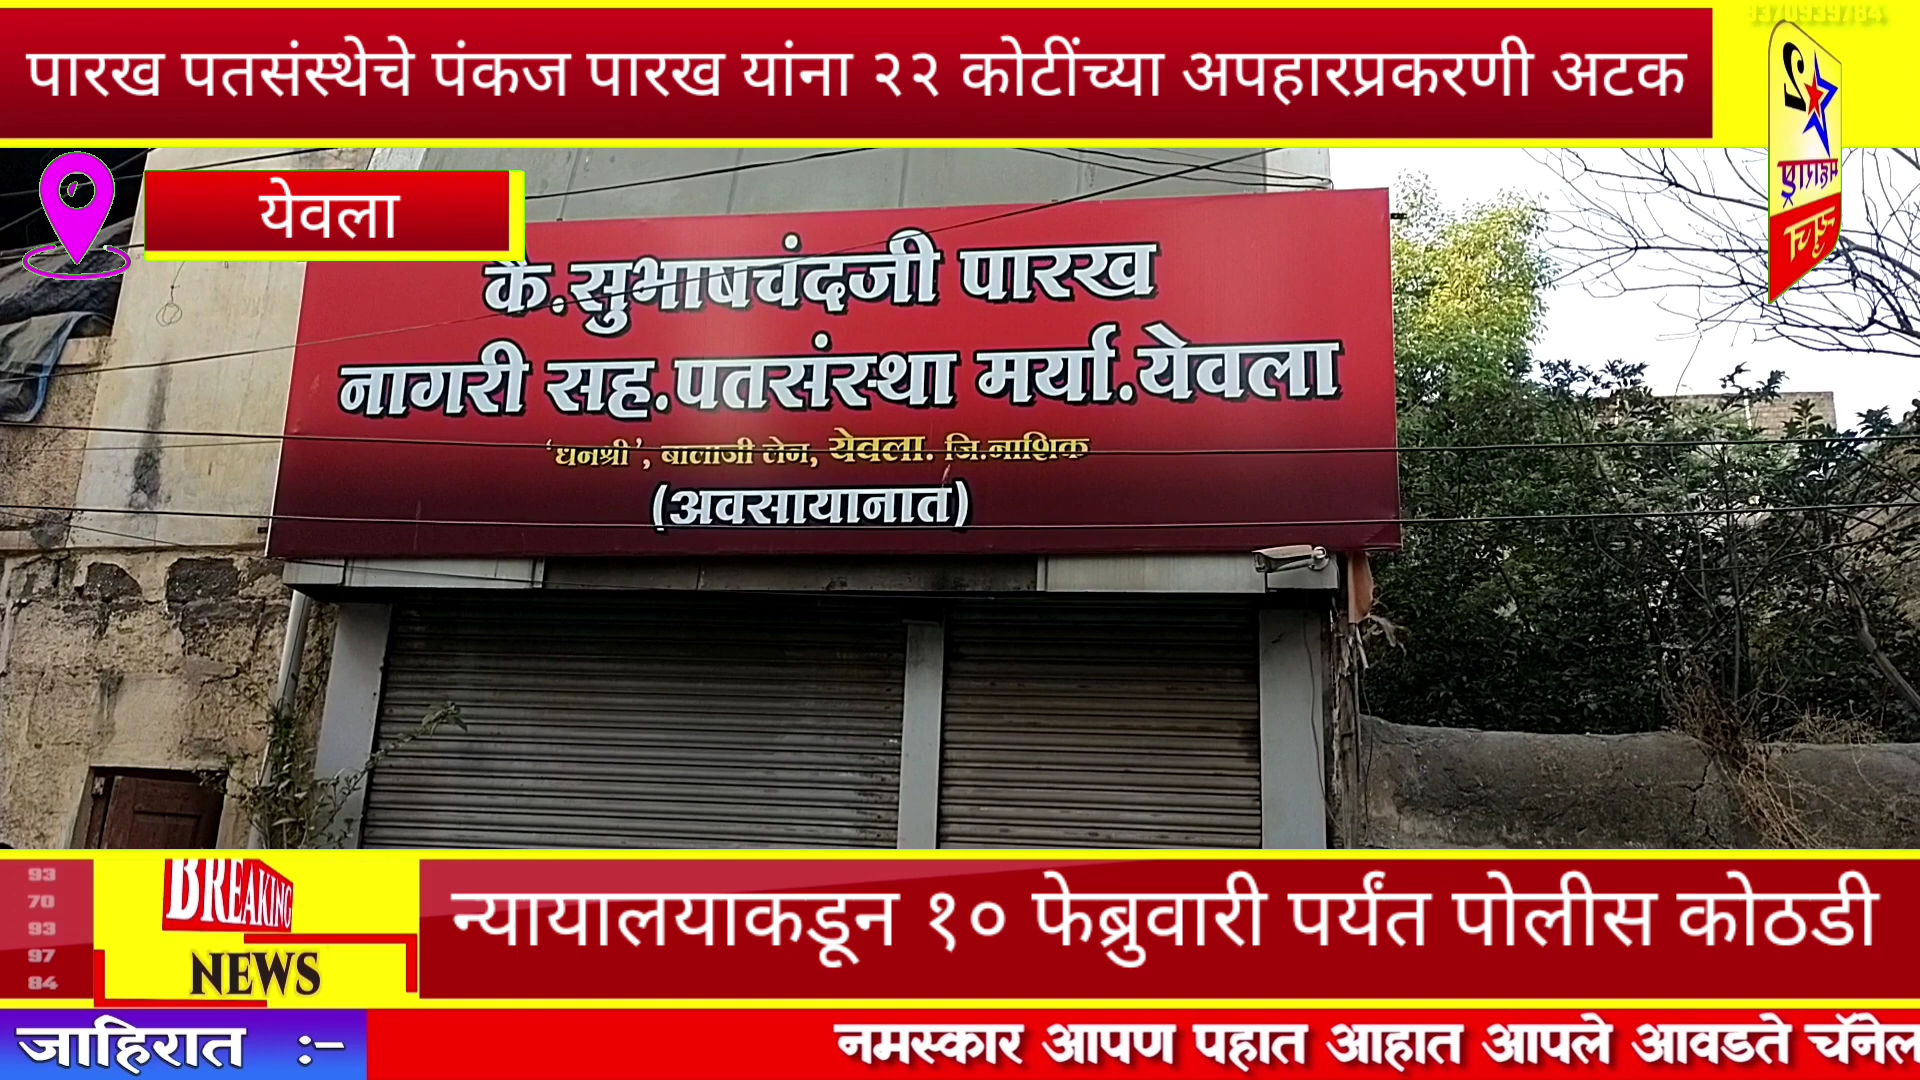 9370939784
पारख पतसंस्थेचे पंकज पारख यांना २२ कोटींच्या अपहारप्रकरणी अटक
येवला
कै.सुभाषचंदजी पारख
नागरी सह.पतसंस्था मर्या.येवला
‘धनश्री’, बालाजी लेन, येवला. जि.नाशिक
(अवसायानात)
93
70
93
97
84
BREAKING
NEWS
न्यायालयाकडून १० फेब्रुवारी पर्यंत पोलीस कोठडी
जाहिरात :-
नमस्कार आपण पहात आहात आपले आवडते चॅनेल